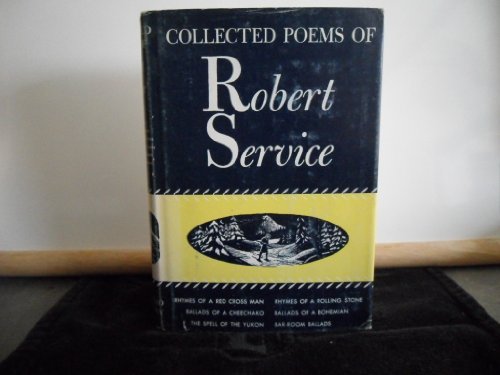 COLLECTED POEMS OF
Robert
Service
RHYMES OF A RED CROSS MAN RHYMES OF A ROLLING STONE
BALLADS OF A CHEECHAKO BALLADS OF A BOHEMIAN
THE SPELL OF THE YUKON BAR-ROOM BALLADS